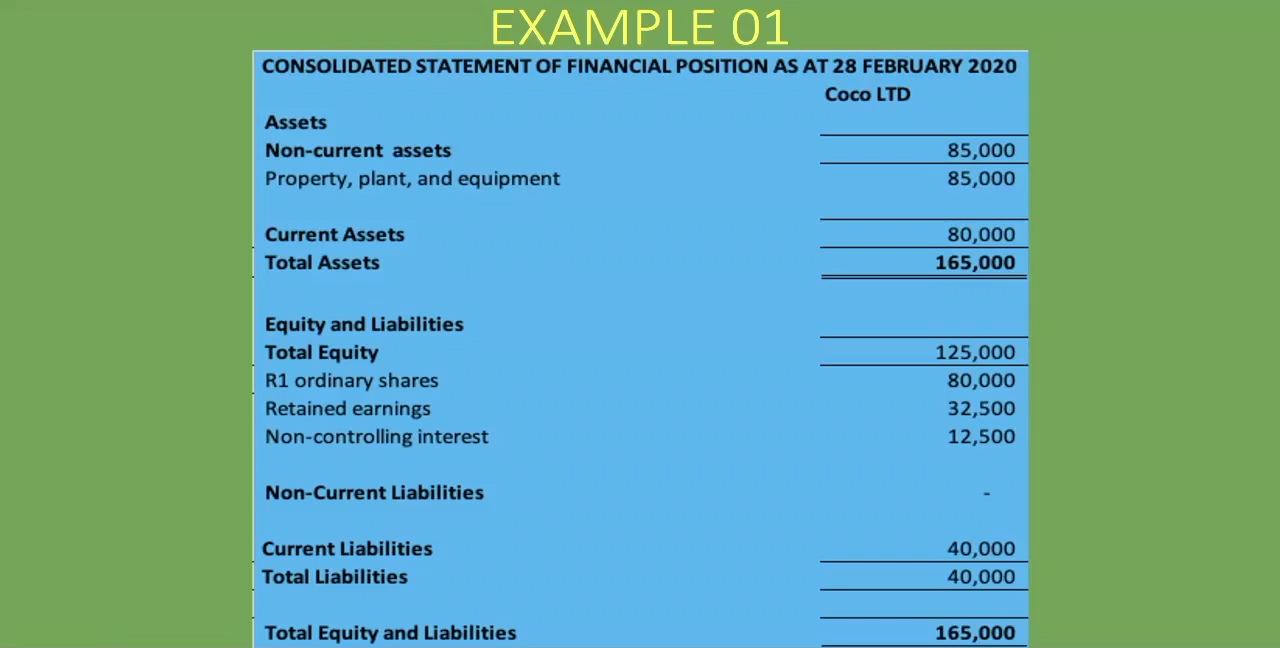 EXAMPLE 01
CONSOLIDATED STATEMENT OF FINANCIAL POSITION AS AT 28 FEBRUARY 2020
Coco LTD
Assets
Non-current assets 85,000
Property, plant, and equipment 85,000
Current Assets 80,000
Total Assets 165,000
Equity and Liabilities
Total Equity 125,000
R1 ordinary shares 80,000
Retained earnings 32,500
Non-controlling interest 12,500
Non-Current Liabilities -
Current Liabilities 40,000
Total Liabilities 40,000
Total Equity and Liabilities 165,000